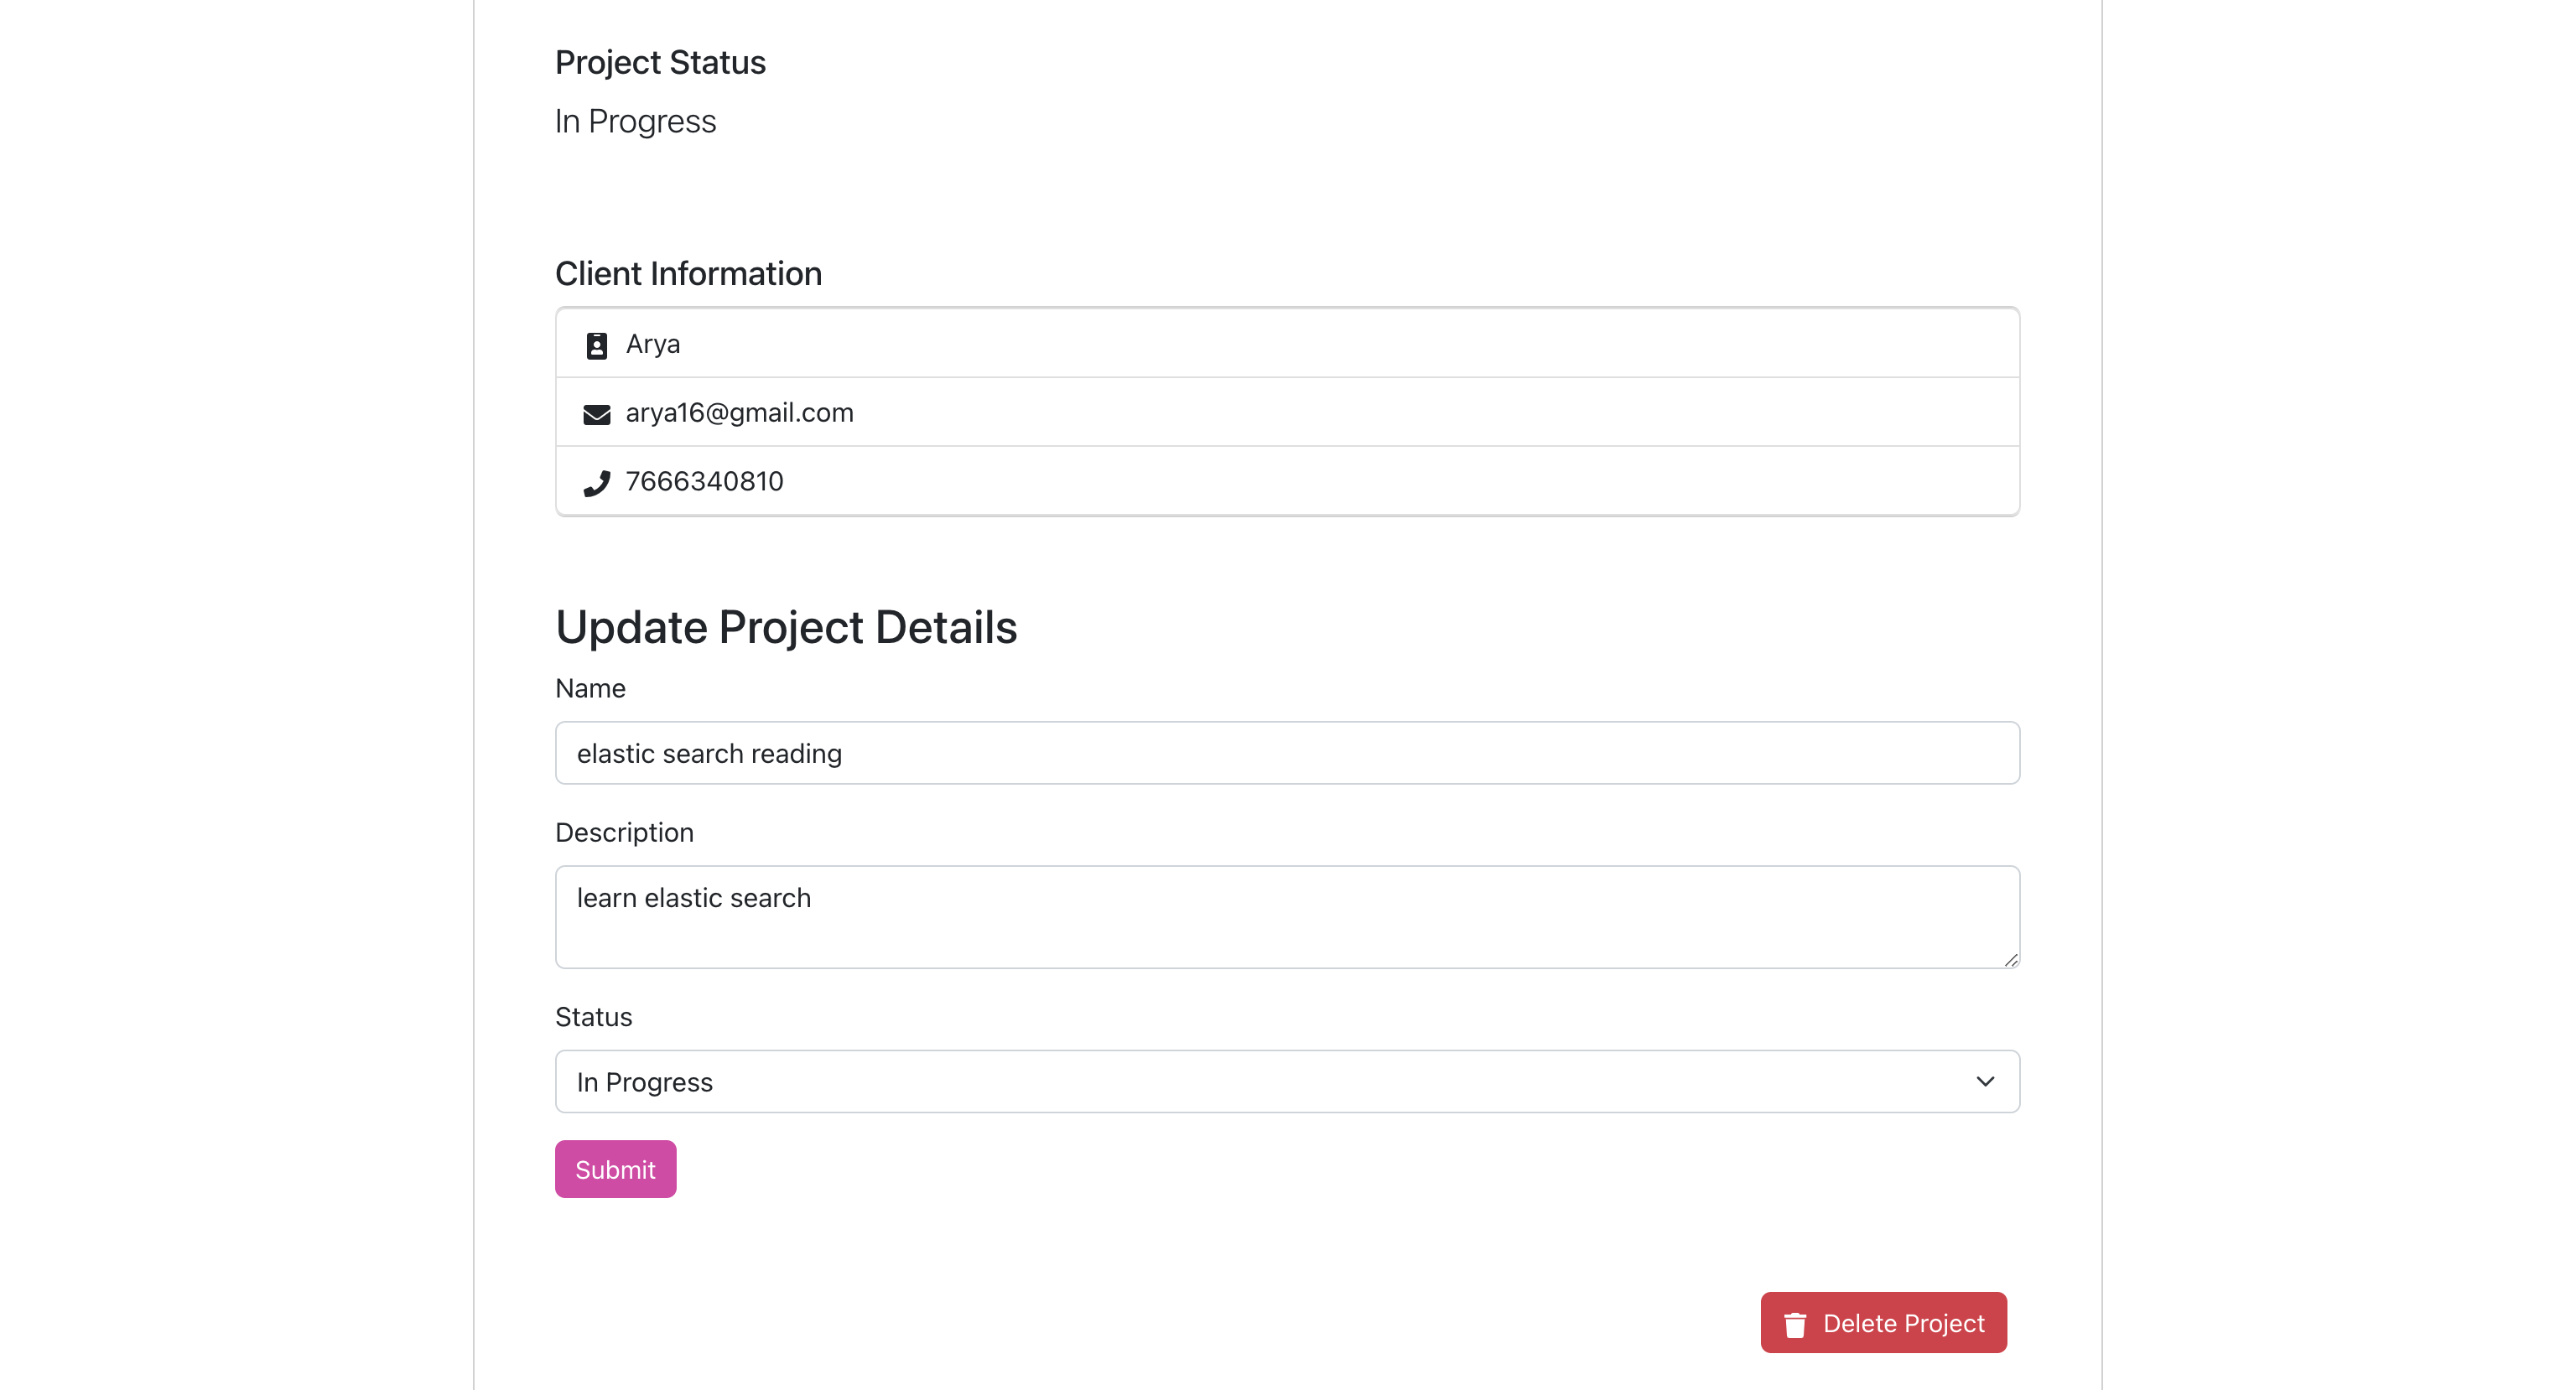 Project Status
In Progress
Client Information
Arya
arya16@gmail.com
7666340810
Update Project Details
Name
elastic search reading
Description
learn elastic search
Status
In Progress
Submit
Delete Project